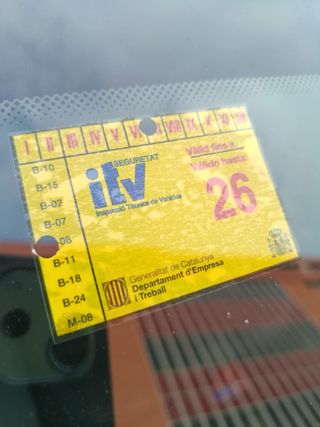 I II III IV V VI VIII IX X XI XII
SEGURETAT
itv
Inspecció Tècnica de Vehicles
Vàlid fins a
Válido hasta
26
B-10
B-15
B-02
B-07
08
B-11
B-18
B-24
M-08
Generalitat de Catalunya
Departament d'Empresa
i Treball